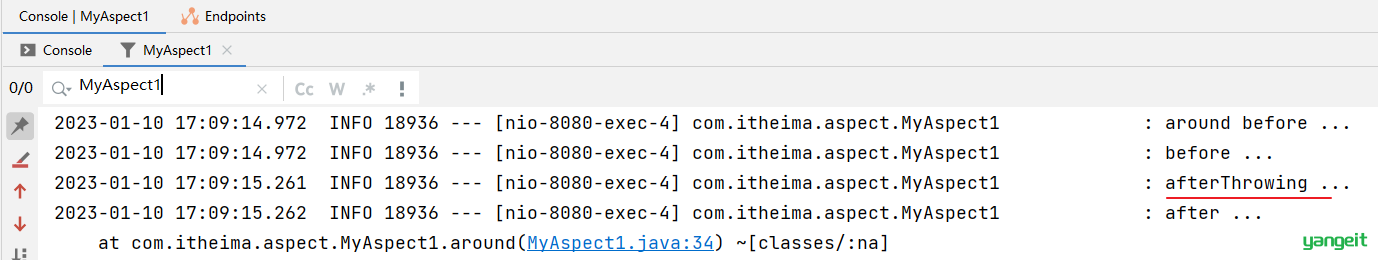 Console | MyAspect1 Endpoints
Console MyAspect1
0/0 MyAspect1 Cc W .* !
2023-01-10 17:09:14.972  INFO 18936 --- [nio-8080-exec-4] com.itheima.aspect.MyAspect1 : around before ...
2023-01-10 17:09:14.972  INFO 18936 --- [nio-8080-exec-4] com.itheima.aspect.MyAspect1 : before ...
2023-01-10 17:09:15.261  INFO 18936 --- [nio-8080-exec-4] com.itheima.aspect.MyAspect1 : afterThrowing ...
2023-01-10 17:09:15.262  INFO 18936 --- [nio-8080-exec-4] com.itheima.aspect.MyAspect1 : after ...
at com.itheima.aspect.MyAspect1.around(MyAspect1.java:34) ~[classes/:na]
yangeit